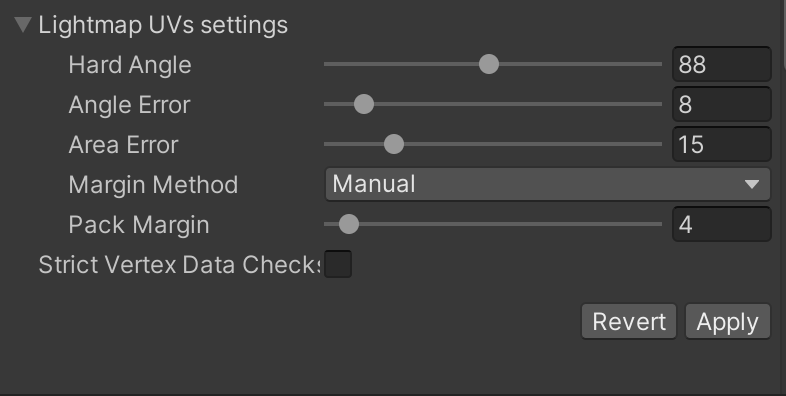 Lightmap UVs settings
Hard Angle 88
Angle Error 8
Area Error 15
Margin Method Manual
Pack Margin 4
Strict Vertex Data Checks
Revert Apply